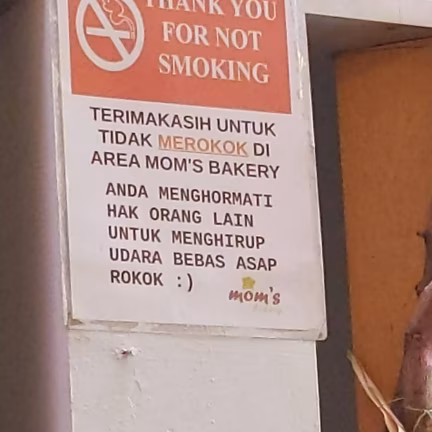 THANK YOU
FOR NOT
SMOKING
TERIMAKASIH UNTUK
TIDAK MEROKOK DI
AREA MOM'S BAKERY
ANDA MENGHORMATI
HAK ORANG LAIN
UNTUK MENGHIRUP
UDARA BEBAS ASAP
ROKOK :)
mom's